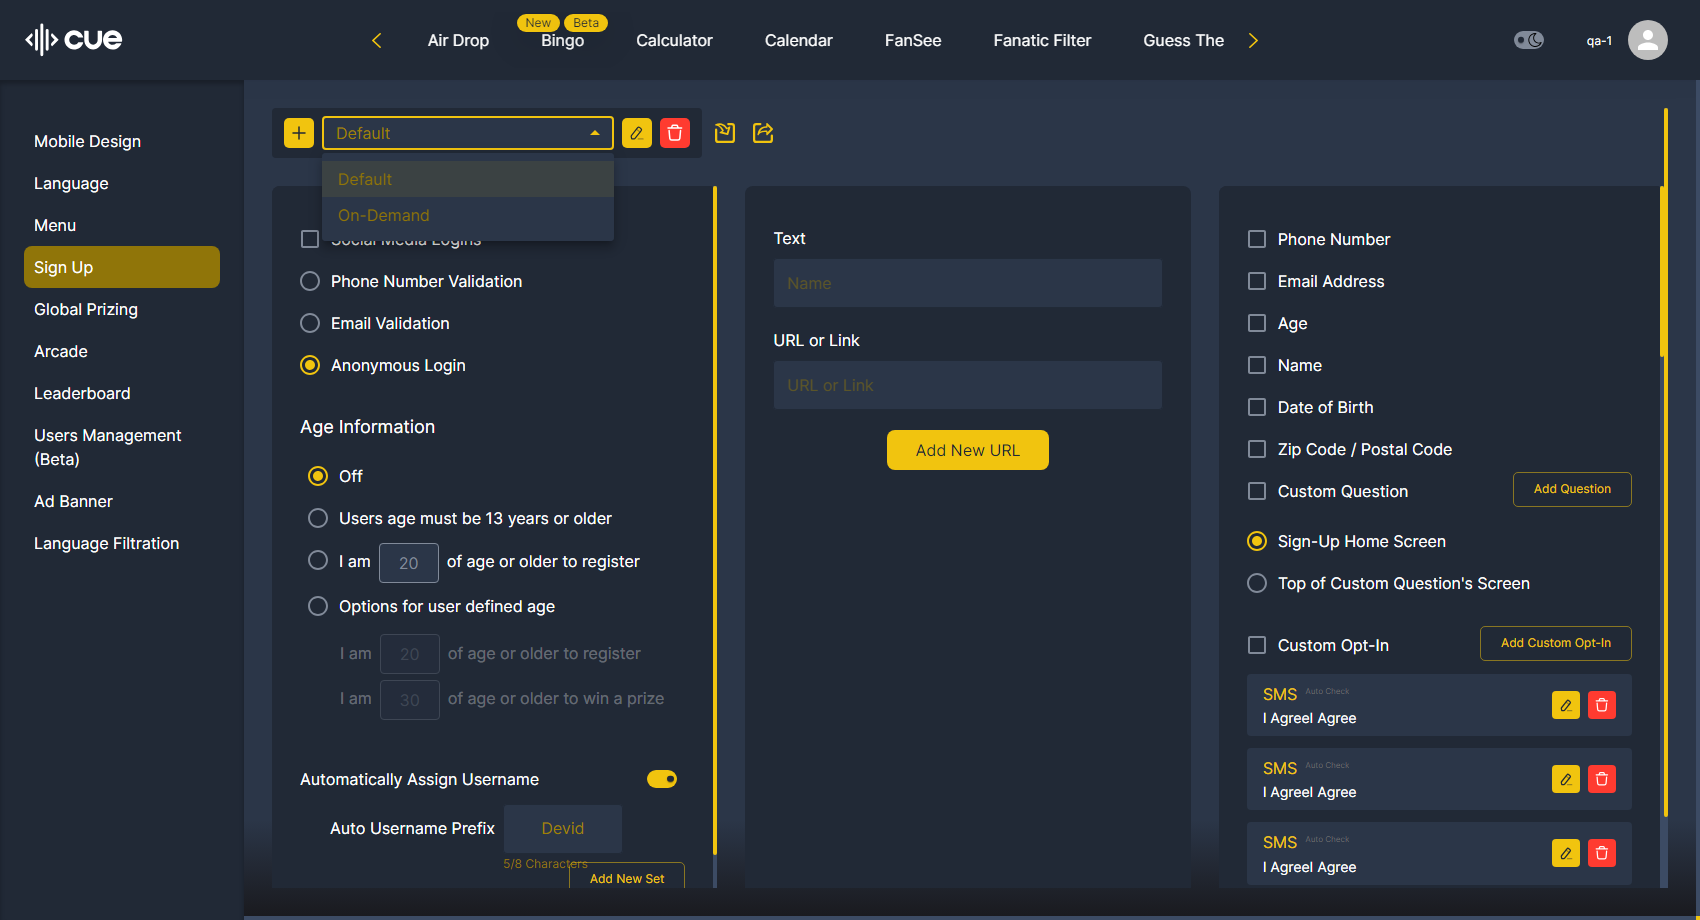 cue
Air Drop
New
Beta
Bingo
Calculator
Calendar
FanSee
Fanatic Filter
Guess The
qa-1
Mobile Design
Language
Menu
Sign Up
Global Prizing
Arcade
Leaderboard
Users Management
(Beta)
Ad Banner
Language Filtration
Default
Default
On-Demand
Social Media Logins
Phone Number Validation
Email Validation
Anonymous Login
Age Information
Off
Users age must be 13 years or older
I am 20 of age or older to register
Options for user defined age
I am 20 of age or older to register
I am 30 of age or older to win a prize
Automatically Assign Username
Auto Username Prefix Devid
5/8 Characters
Add New Set
Text
Name
URL or Link
URL or Link
Add New URL
Phone Number
Email Address
Age
Name
Date of Birth
Zip Code / Postal Code
Custom Question Add Question
Sign-Up Home Screen
Top of Custom Question's Screen
Custom Opt-In Add Custom Opt-In
SMS Auto Check
I AgreeI Agree
SMS Auto Check
I AgreeI Agree
SMS Auto Check
I AgreeI Agree